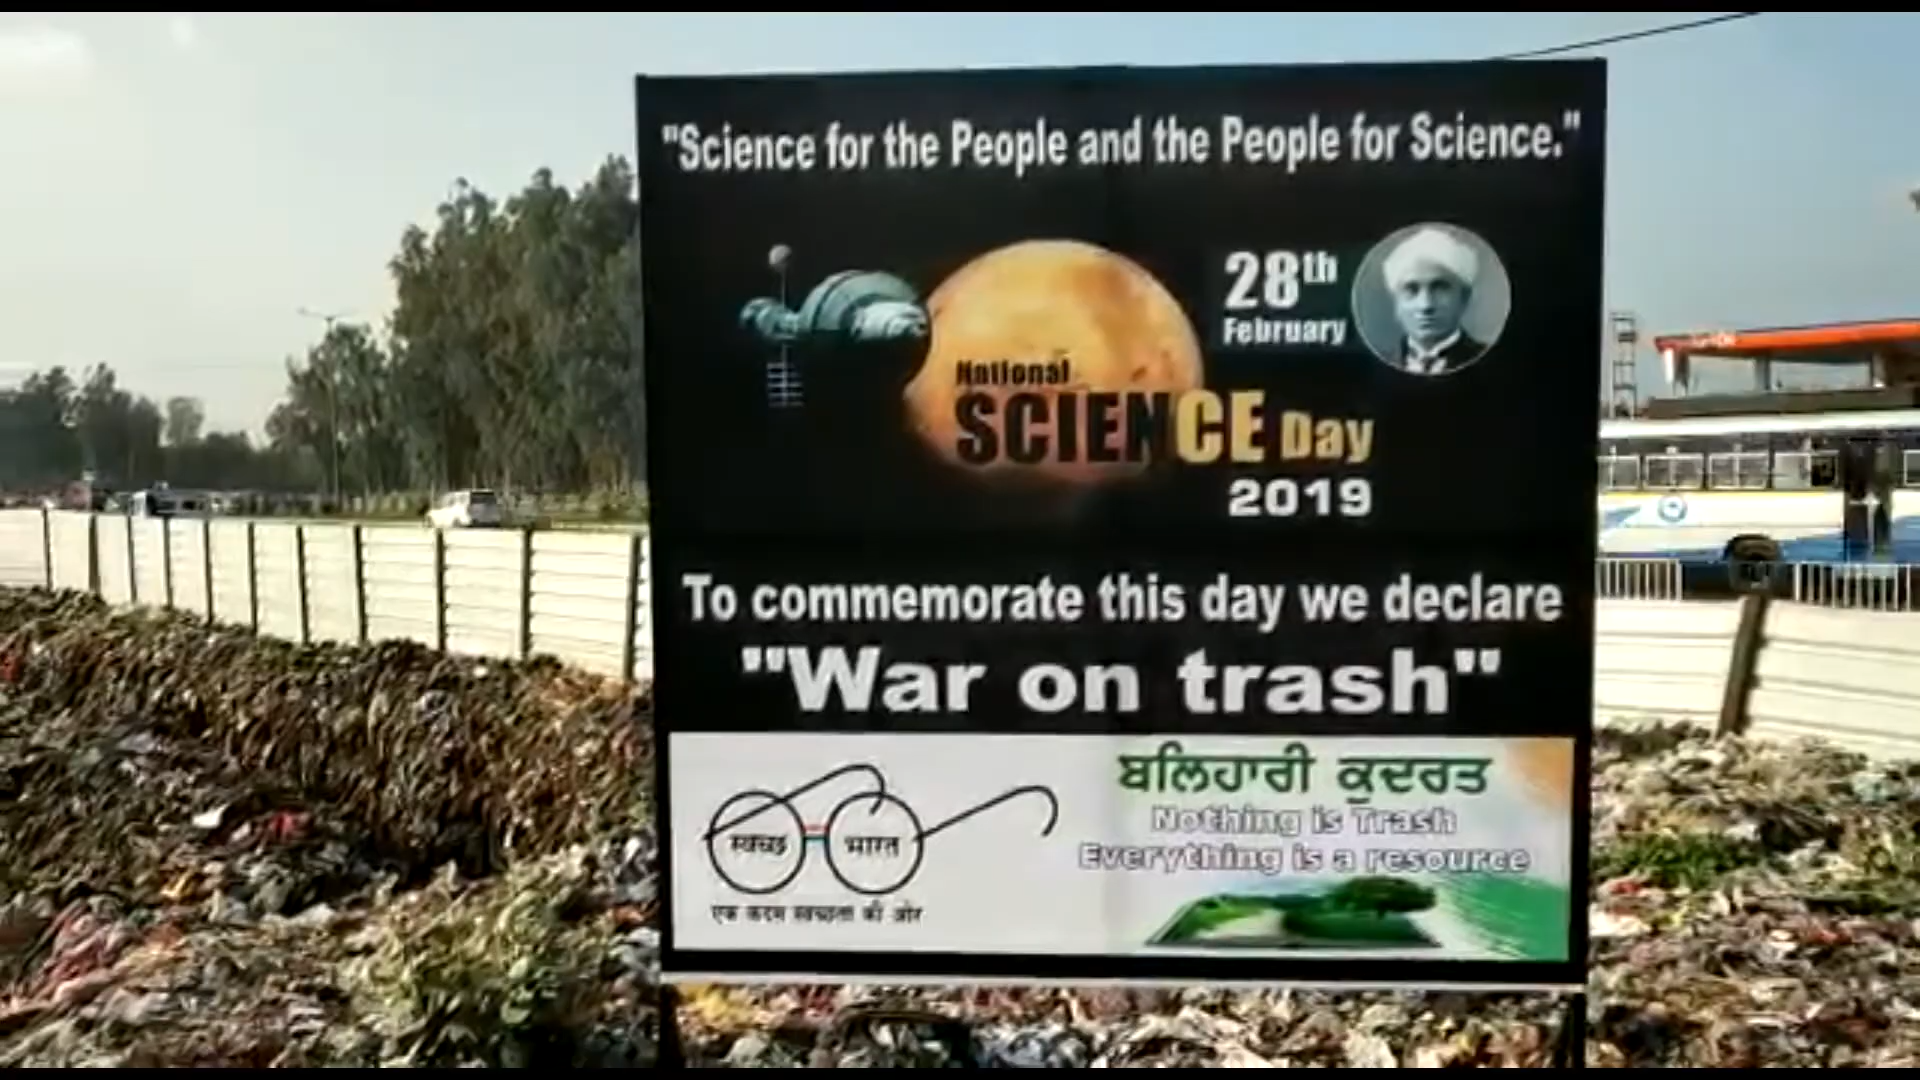 "Science for the People and the People for Science."
28th
February
National
SCIENCE Day
2019
To commemorate this day we declare
"War on trash"
ਬਲਿਹਾਰੀ ਕੁਦਰਤ
Nothing is Trash
Everything is a resource
स्वच्छ भारत
एक कदम स्वच्छता की ओर